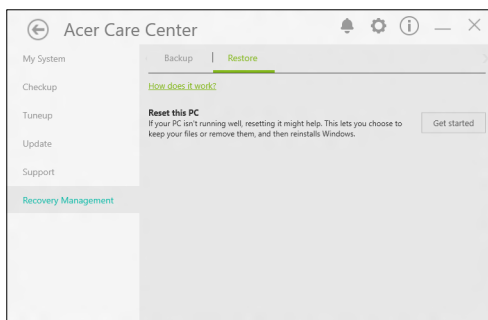 Acer Care Center
My System
Checkup
Tuneup
Update
Support
Recovery Management
Backup
Restore
How does it work?
Reset this PC
If your PC isn't running well, resetting it might help. This lets you choose to
keep your files or remove them, and then reinstalls Windows.
Get started